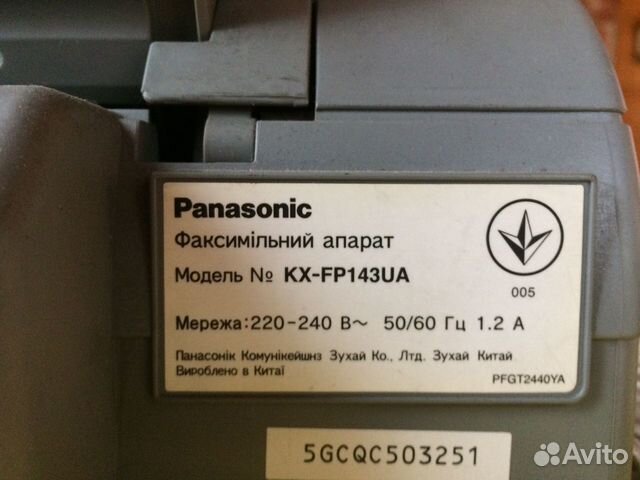 Panasonic
Факсимільний апарат
Модель № KX-FP143UA
005
Мережа:220-240 В~ 50/60 Гц 1.2 А
Панасонік Комунікейшнз Зухай Ко., Лтд. Зухай Китай
Вироблено в Китаї
PFGT2440YA
5GCQC503251
Avito